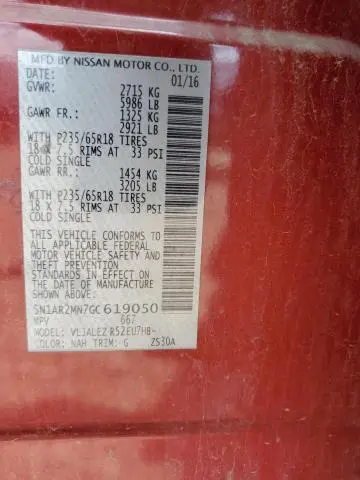 MFD BY NISSAN MOTOR CO., LTD.
DATE: 01/16
GVWR: 2715 KG
5986 LB
GAWR FR.: 1325 KG
2921 LB
WITH P235/65R18 TIRES
18 X 7.5 RIMS AT 33 PSI
COLD SINGLE
GAWR RR.: 1454 KG
3205 LB
WITH P235/65R18 TIRES
18 X 7.5 RIMS AT 33 PSI
COLD SINGLE
THIS VEHICLE CONFORMS TO
ALL APPLICABLE FEDERAL
MOTOR VEHICLE SAFETY AND
THEFT PREVENTION
STANDARDS IN EFFECT ON
THE DATE OF MANUFACTURE
SHOWN ABOVE.
5N1AR2MN7GC619050
MPV 667
MODEL: VLJALEZ R52EU7HB-
COLOR: NAH TRIM: G ZS30A